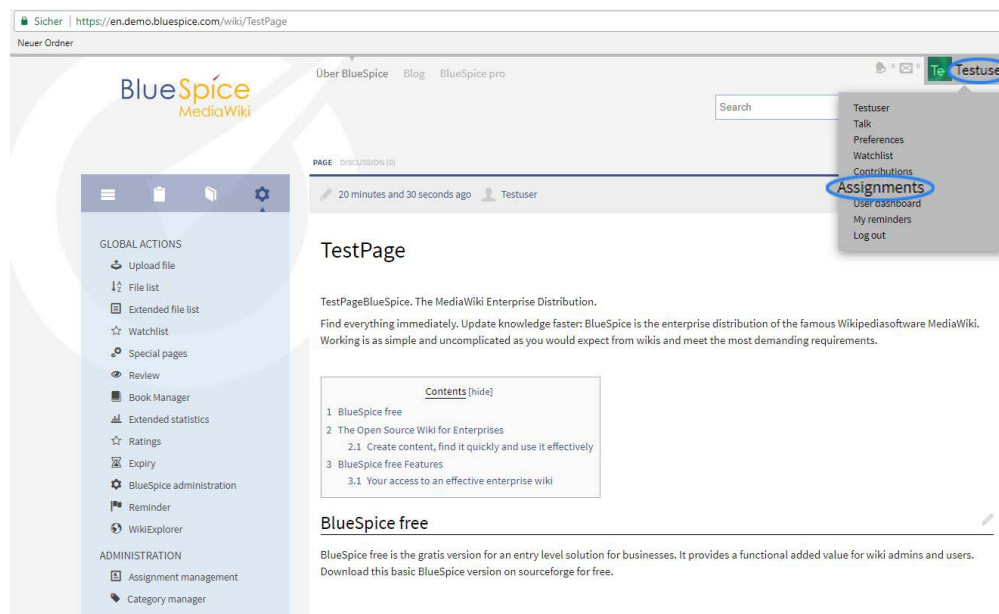 Sicher | https://en.demo.bluespice.com/wiki/TestPage
Neuer Ordner
BlueSpice
MediaWiki
Über BlueSpice Blog BlueSpice pro
Te Testuse
Search
Testuser
Talk
Preferences
Watchlist
Contributions
Assignments
User dashboard
My reminders
Log out
PAGE DISCUSSION (0)
20 minutes and 30 seconds ago Testuser
GLOBAL ACTIONS
Upload file
File list
Extended file list
Watchlist
Special pages
Review
Book Manager
Extended statistics
Ratings
Expiry
BlueSpice administration
Reminder
WikiExplorer
ADMINISTRATION
Assignment management
Category manager
TestPage
TestPageBlueSpice. The MediaWiki Enterprise Distribution.
Find everything immediately. Update knowledge faster: BlueSpice is the enterprise distribution of the famous Wikipediasoftware MediaWiki.
Working is as simple and uncomplicated as you would expect from wikis and meet the most demanding requirements.
Contents [hide]
1 BlueSpice free
2 The Open Source Wiki for Enterprises
2.1 Create content, find it quickly and use it effectively
3 BlueSpice free Features
3.1 Your access to an effective enterprise wiki
BlueSpice free
BlueSpice free is the gratis version for an entry level solution for businesses. It provides a functional added value for wiki admins and users.
Download this basic BlueSpice version on sourceforge for free.